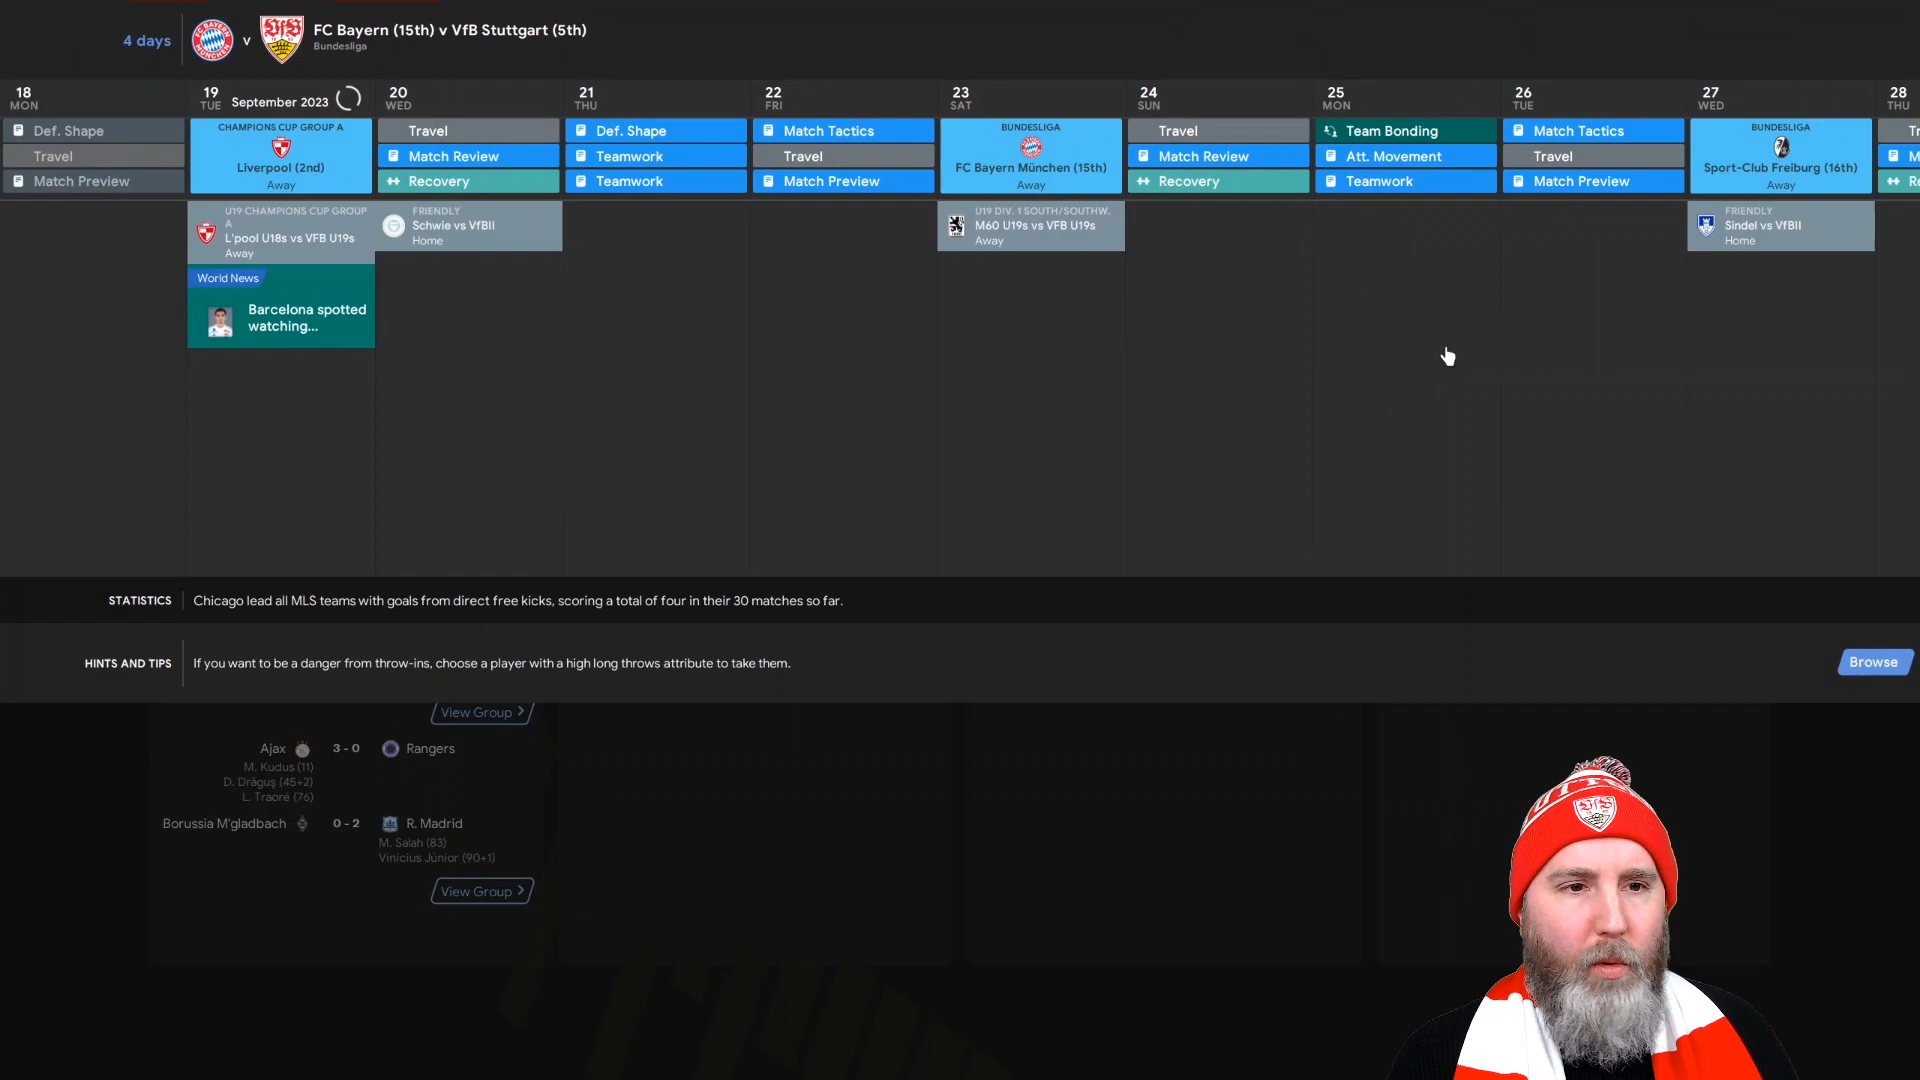 4 days
v
FC Bayern (15th) v VfB Stuttgart (5th)
Bundesliga
18
MON
19
TUE
September 2023
20
WED
21
THU
22
FRI
23
SAT
24
SUN
25
MON
26
TUE
27
WED
28
THU
Def. Shape
Travel
Match Preview
CHAMPIONS CUP GROUP A
Liverpool (2nd)
Away
Travel
Match Review
Recovery
Def. Shape
Teamwork
Teamwork
Match Tactics
Travel
Match Preview
BUNDESLIGA
FC Bayern München (15th)
Away
Travel
Match Review
Recovery
Team Bonding
Att. Movement
Teamwork
Match Tactics
Travel
Match Preview
BUNDESLIGA
Sport-Club Freiburg (16th)
Away
Tr
M
Re
U19 CHAMPIONS CUP GROUP
A
L'pool U18s vs VFB U19s
Away
FRIENDLY
Schwie vs VfBII
Home
U19 DIV. 1 SOUTH/SOUTHW.
M60 U19s vs VFB U19s
Away
FRIENDLY
Sindel vs VfBII
Home
World News
Barcelona spotted
watching...
STATISTICS
Chicago lead all MLS teams with goals from direct free kicks, scoring a total of four in their 30 matches so far.
HINTS AND TIPS
If you want to be a danger from throw-ins, choose a player with a high long throws attribute to take them.
Browse
View Group >
Ajax 3 - 0 Rangers
M. Kudus (11)
D. Drăguş (45+2)
L. Traoré (76)
Borussia M'gladbach 0 - 2 R. Madrid
M. Salah (83)
Vinícius Júnior (90+1)
View Group >